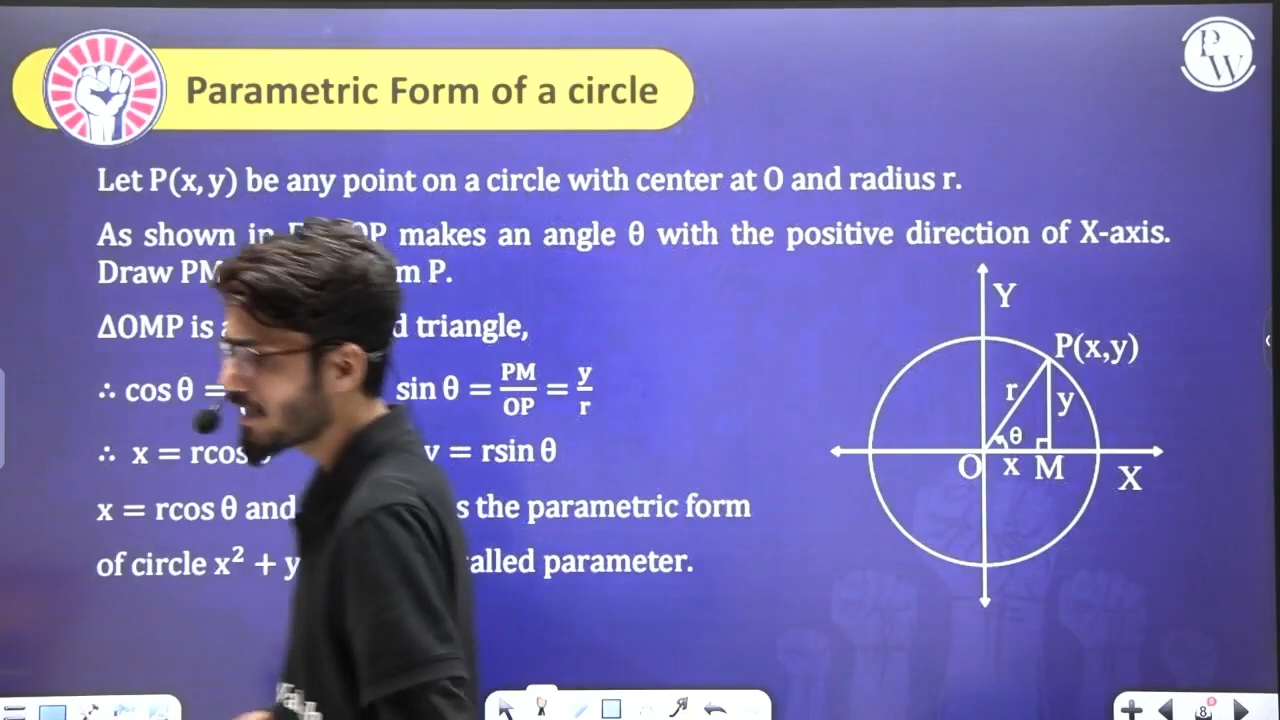 Parametric Form of a circle
PW
Let P(x, y) be any point on a circle with center at O and radius r.
As shown in OP makes an angle θ with the positive direction of X-axis.
Draw PM m P.
ΔOMP is a d triangle,
∴ cos θ = sin θ = PM/OP = y/r
∴ x = rcos y = rsin θ
x = rcos θ and s the parametric form
of circle x² + y alled parameter.
Y
P(x,y)
r
y
θ
O x M
X
8